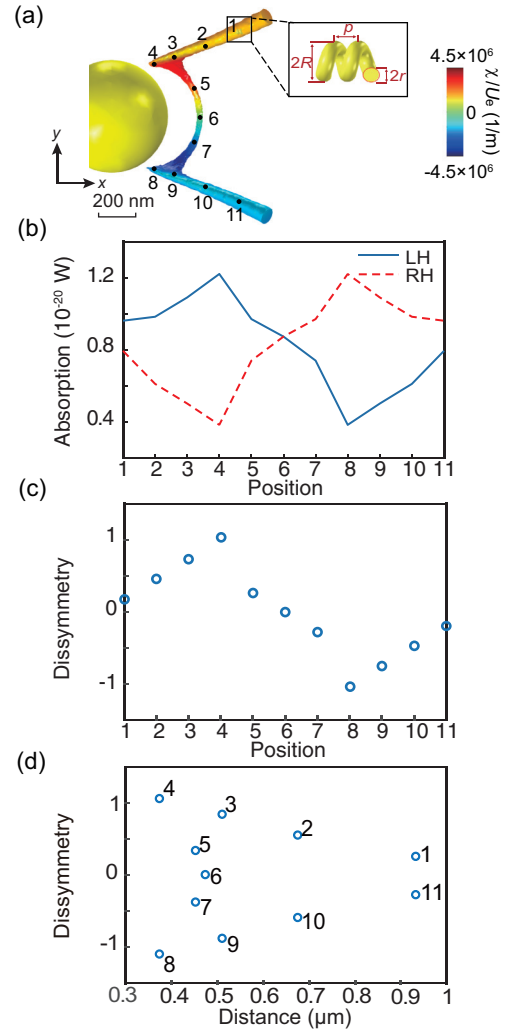 (a)
1
2
3
4
5
6
7
8
9
10
11
p
2R
2r
y
x
200 nm
4.5×10⁶
-4.5×10⁶
χ/Uₑ (1/m)
(b)
Absorption (10⁻²⁰ W)
1.2
0.8
0.4
LH
RH
1 2 3 4 5 6 7 8 9 10 11
Position
(c)
Dissymmetry
1
0
-1
1 2 3 4 5 6 7 8 9 10 11
Position
(d)
Dissymmetry
1
0
-1
4
3
2
5
1
6
7
11
10
9
8
0.3 0.4 0.5 0.6 0.7 0.8 0.9 1
Distance (μm)